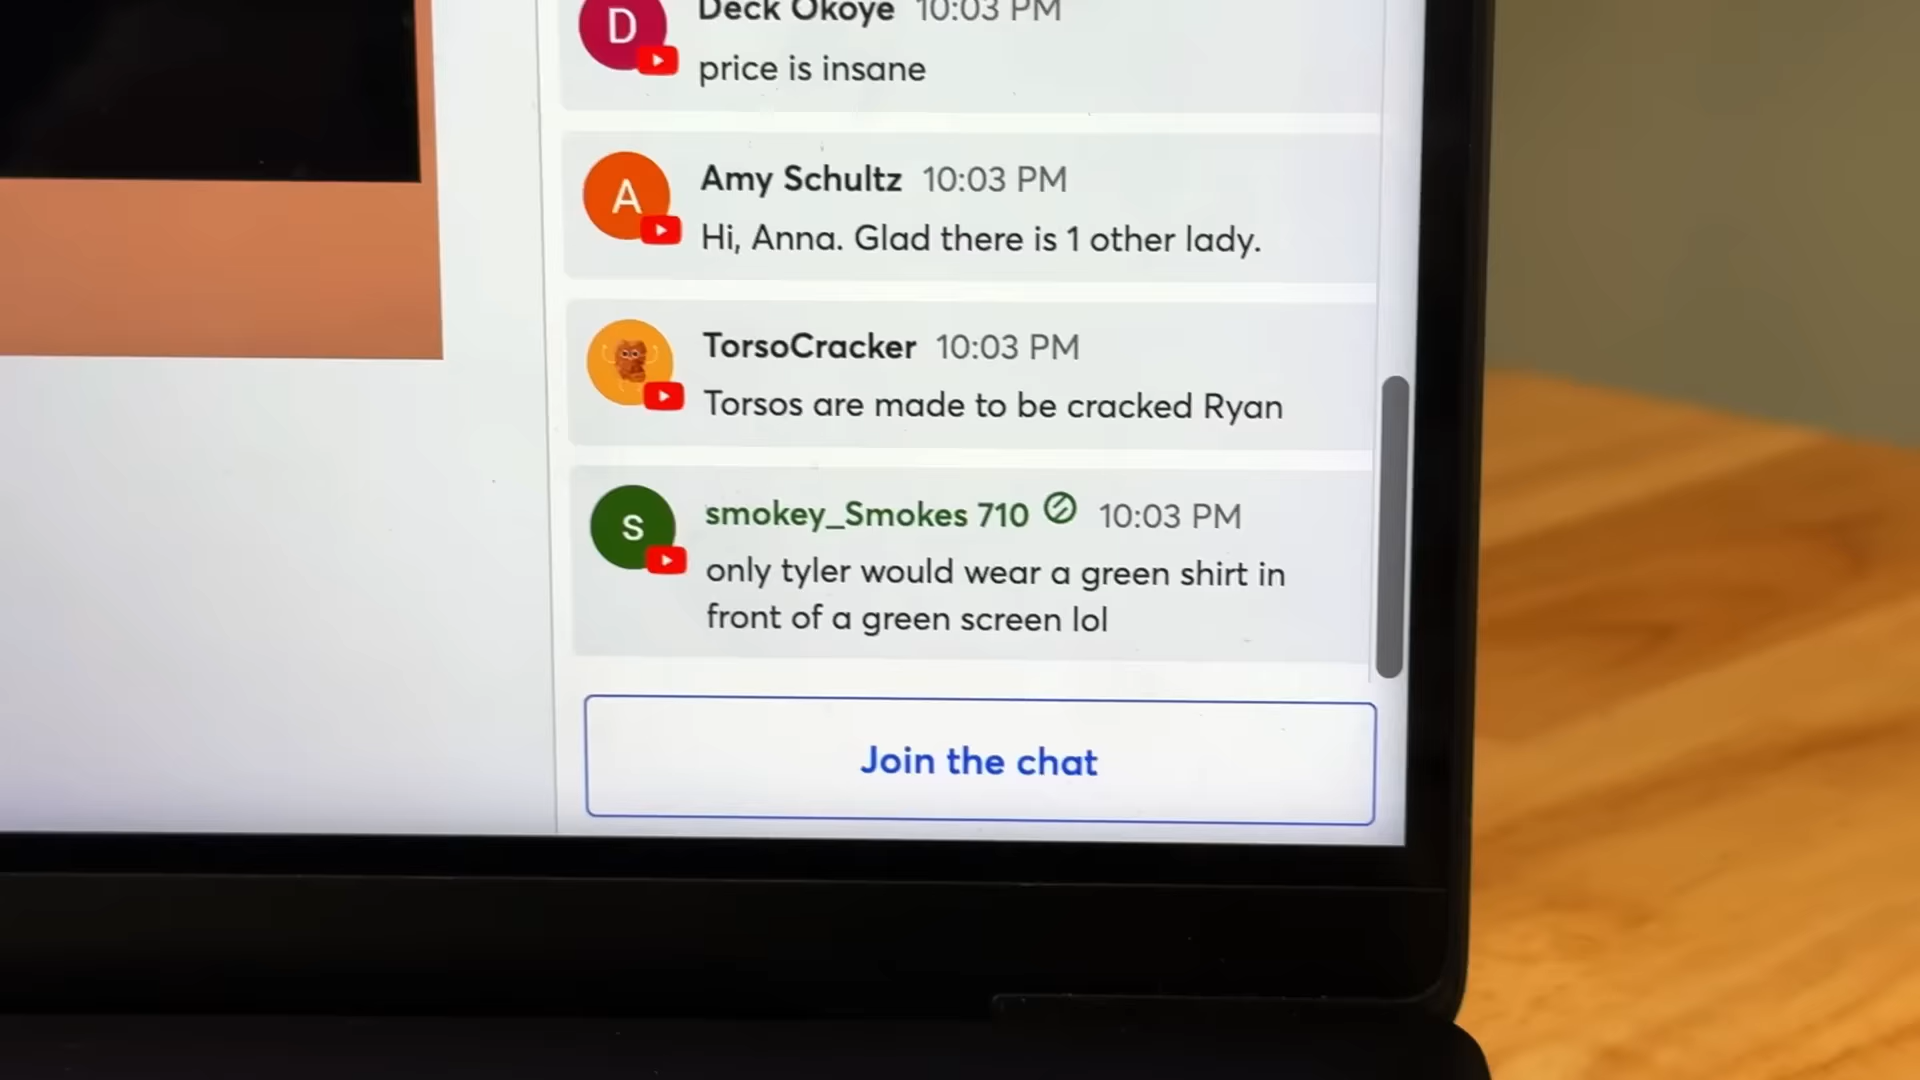 D
Deck Okoye 10:03 PM
price is insane
A
Amy Schultz 10:03 PM
Hi, Anna. Glad there is 1 other lady.
TorsoCracker 10:03 PM
Torsos are made to be cracked Ryan
S
smokey_Smokes 710 10:03 PM
only tyler would wear a green shirt in
front of a green screen lol
Join the chat